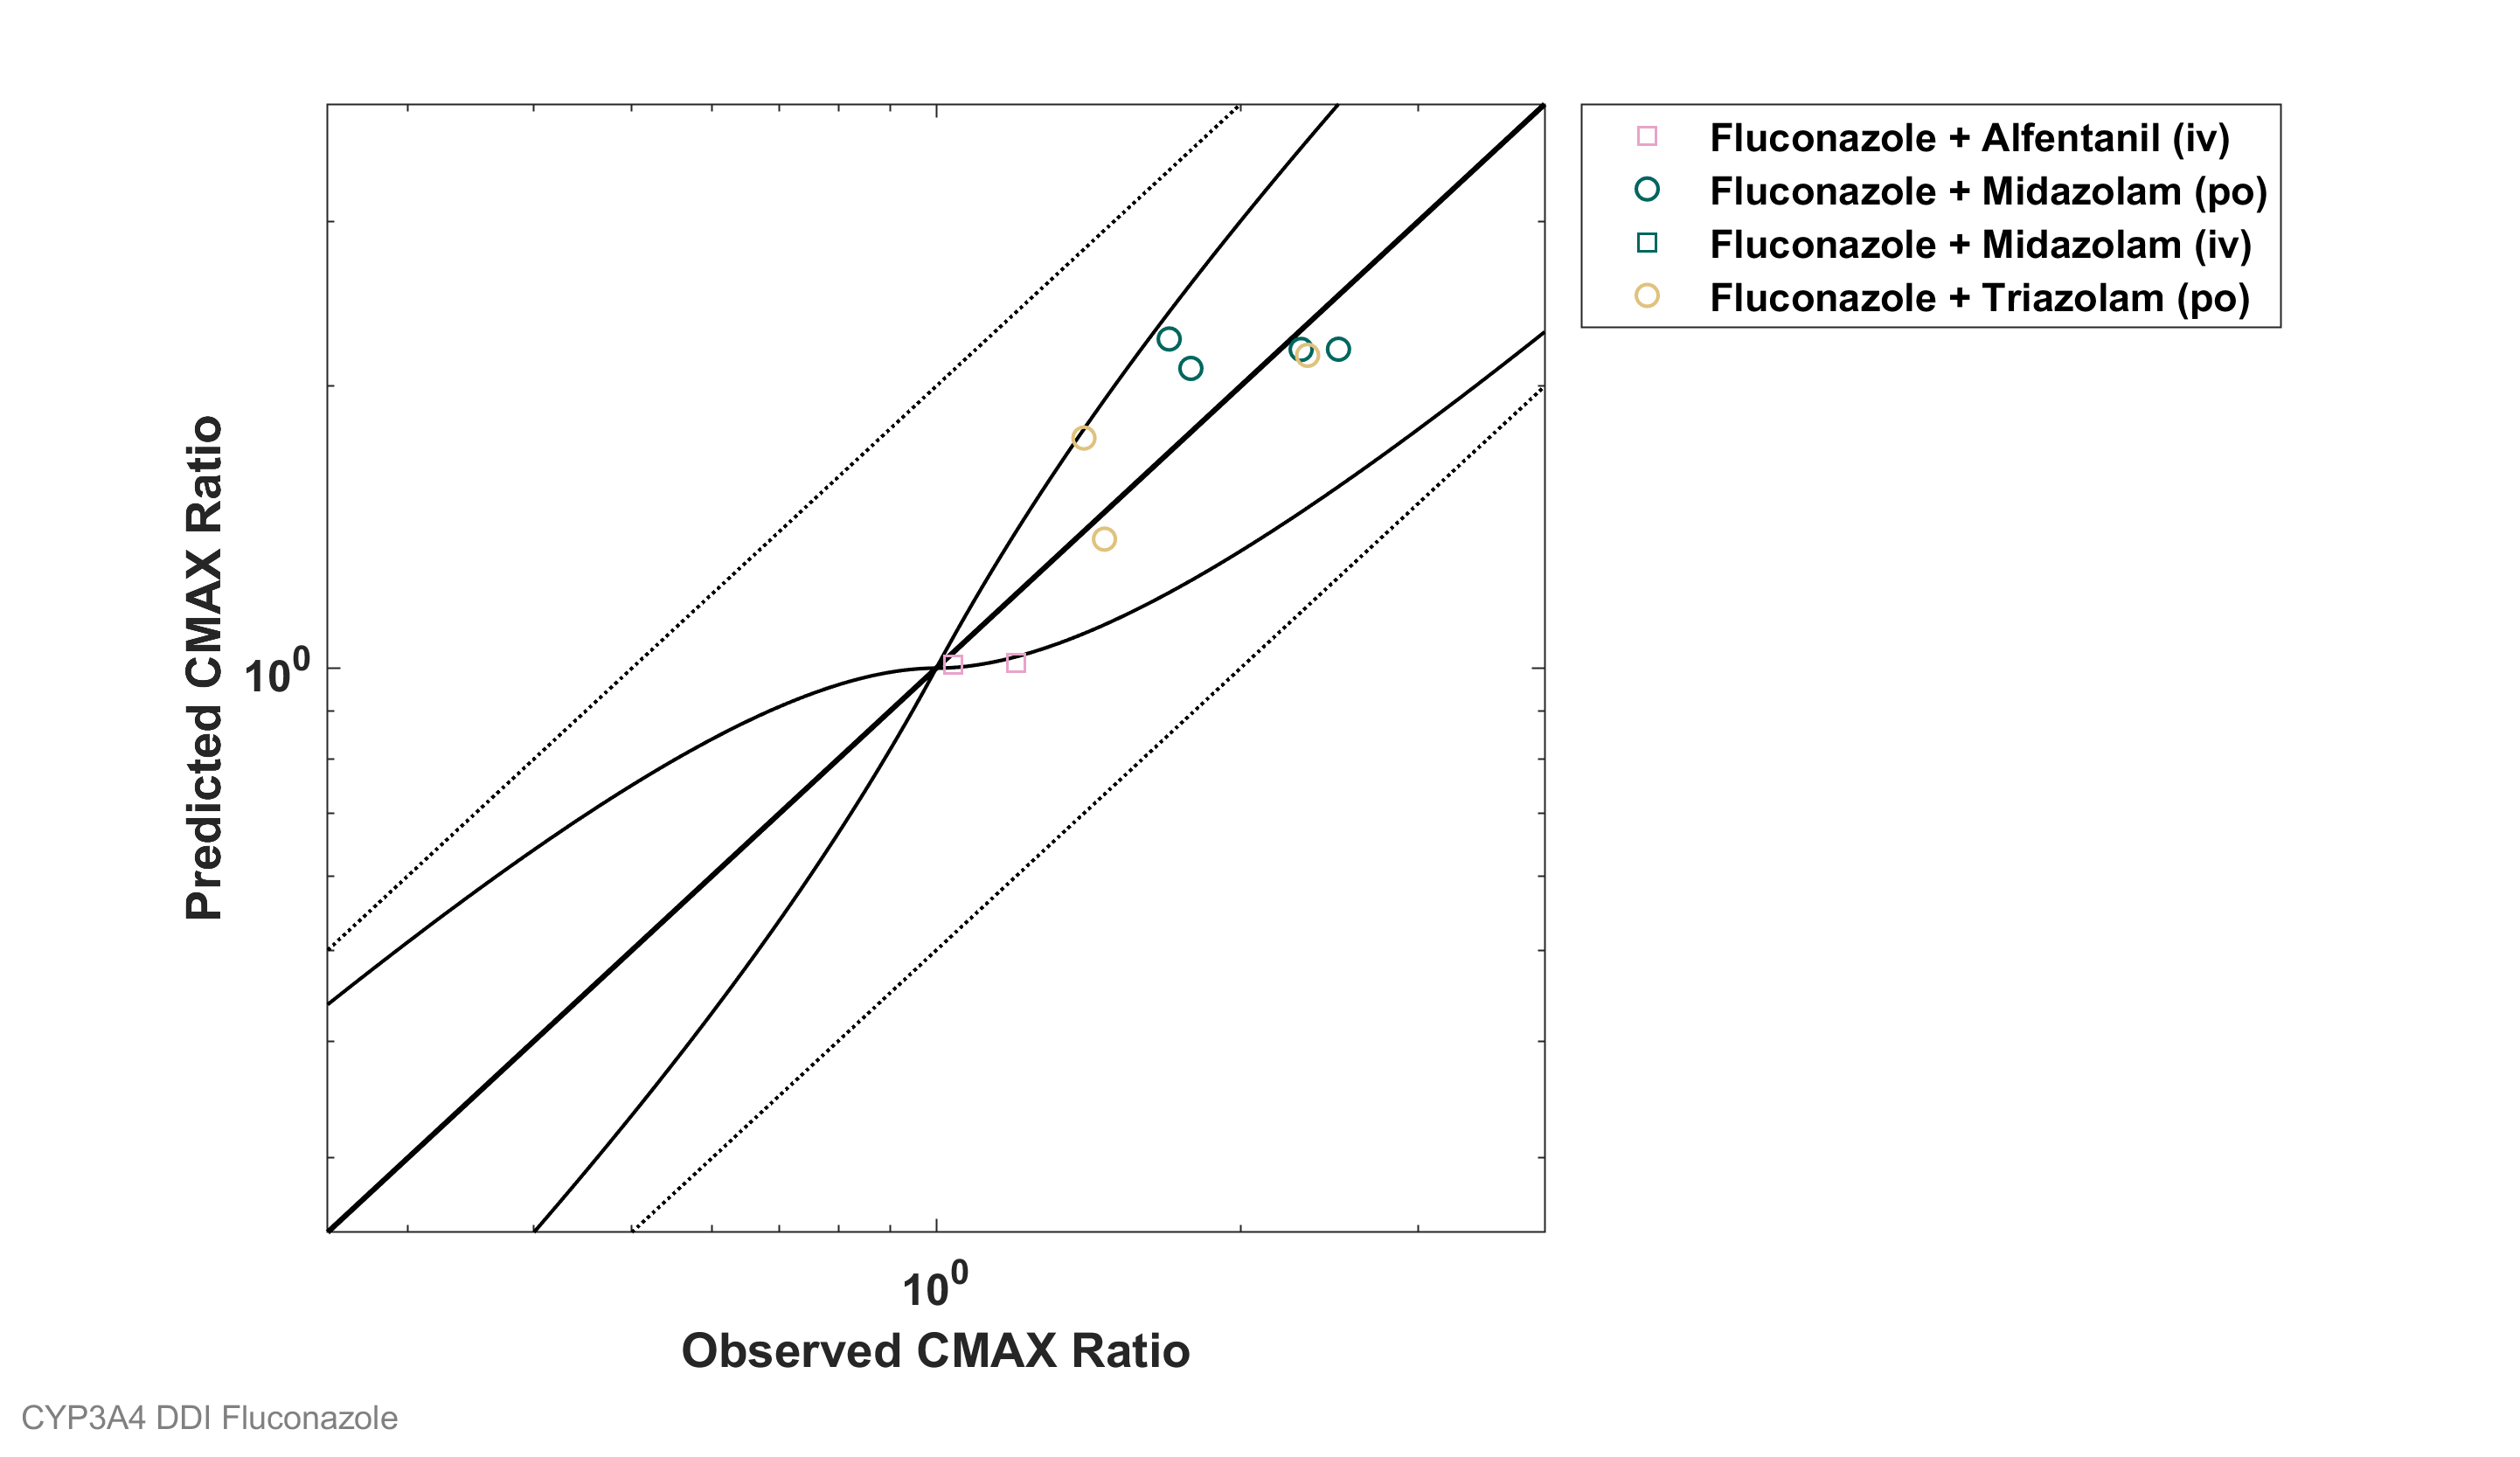 Fluconazole + Alfentanil (iv)
Fluconazole + Midazolam (po)
Fluconazole + Midazolam (iv)
Fluconazole + Triazolam (po)
Predicted CMAX Ratio
10^0
10^0
Observed CMAX Ratio
CYP3A4 DDI Fluconazole